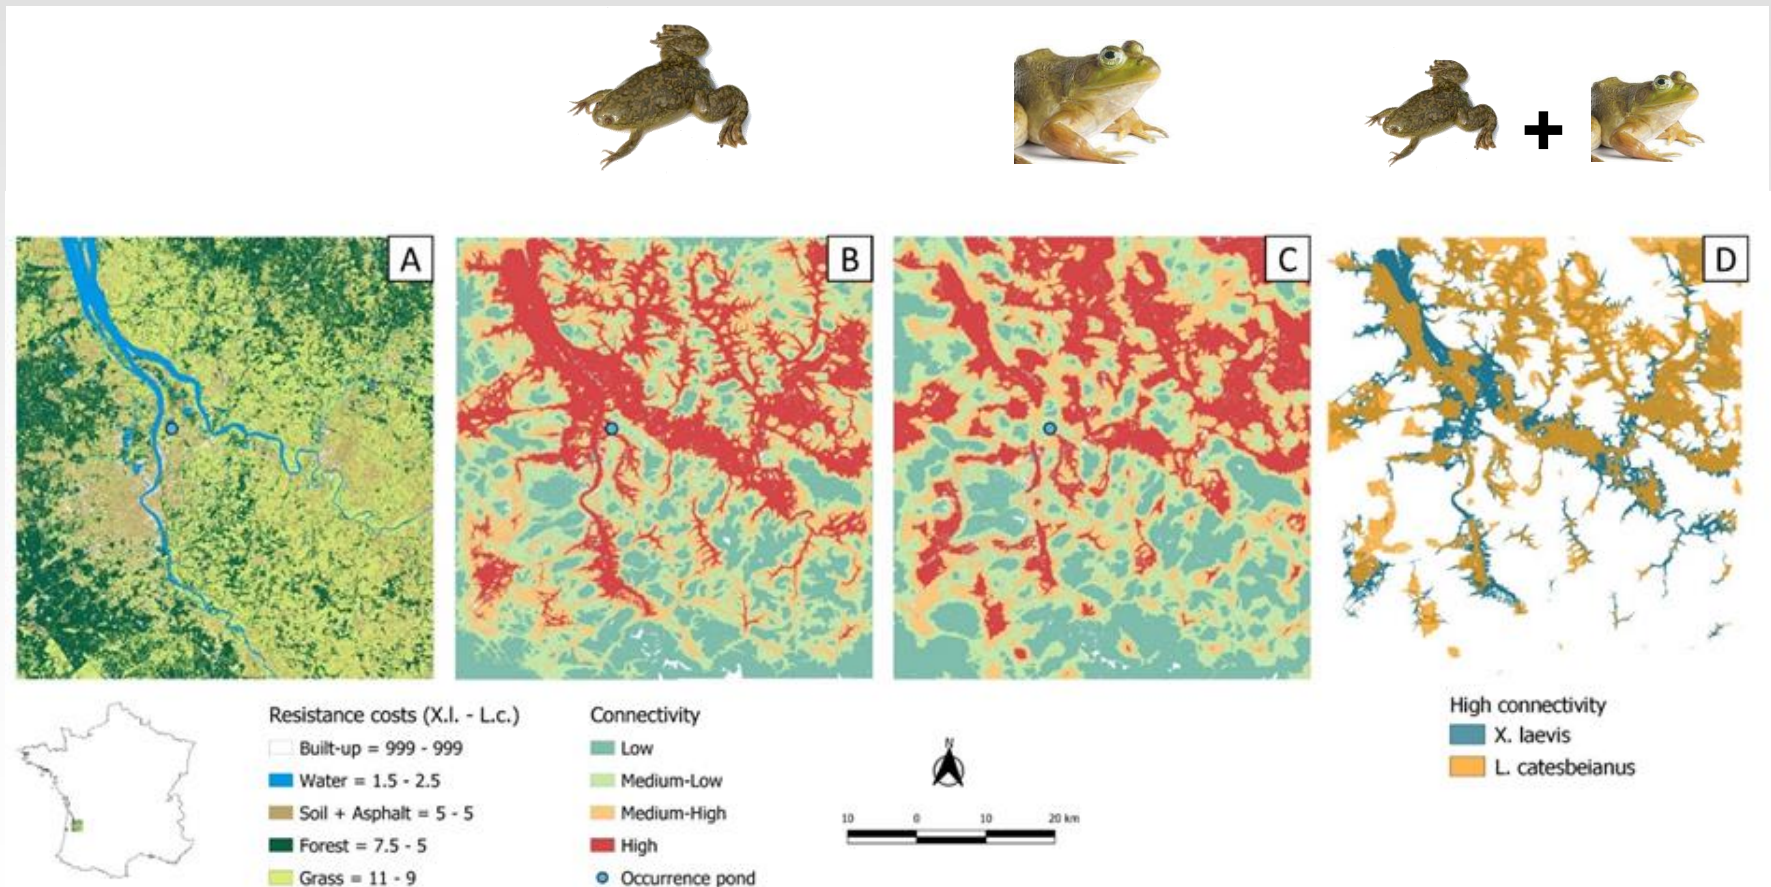 +
A
B
C
D
Resistance costs (X.l. - L.c.)
Built-up = 999 - 999
Water = 1.5 - 2.5
Soil + Asphalt = 5 - 5
Forest = 7.5 - 5
Grass = 11 - 9
Connectivity
Low
Medium-Low
Medium-High
High
Occurrence pond
N
10 0 10 20 km
High connectivity
X. laevis
L. catesbeianus